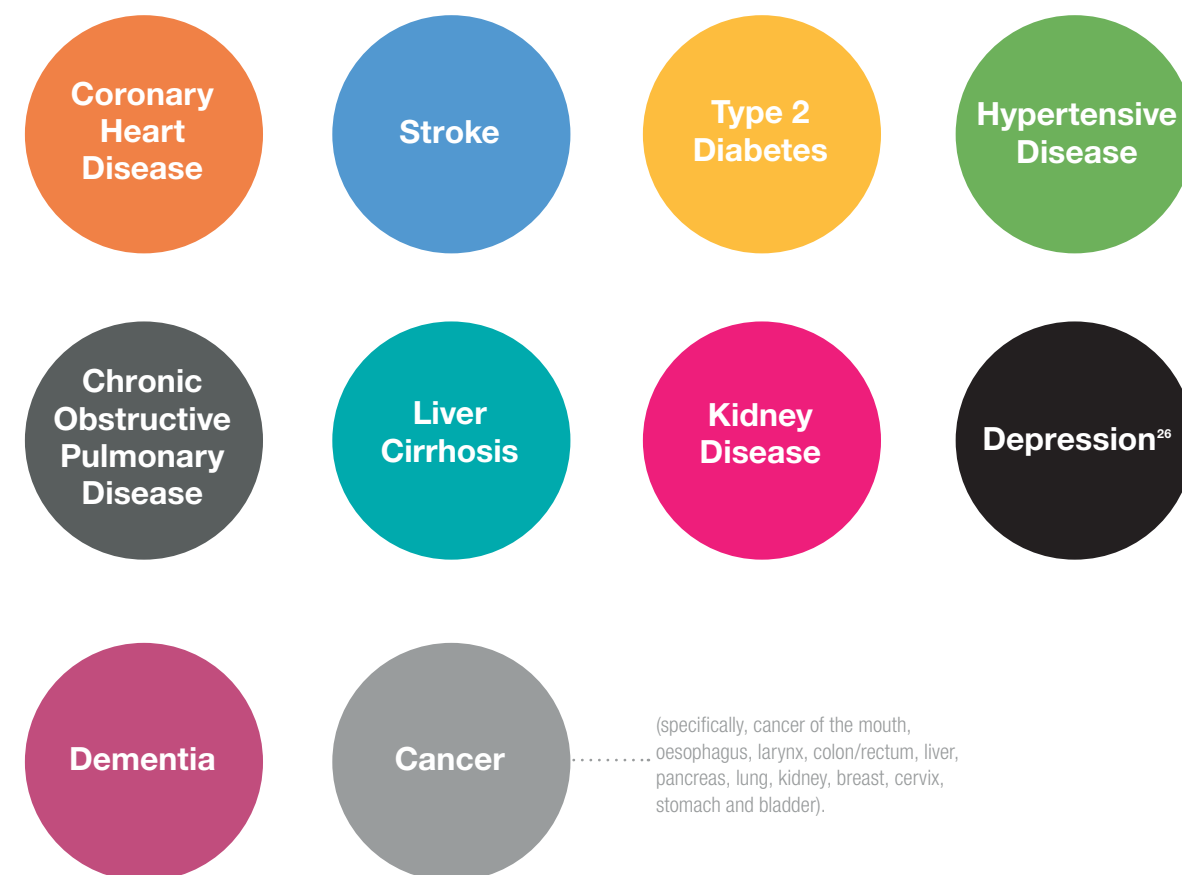 Coronary
Heart
Disease
Stroke
Type 2
Diabetes
Hypertensive
Disease
Chronic
Obstructive
Pulmonary
Disease
Liver
Cirrhosis
Kidney
Disease
Depression26
Dementia
Cancer
(specifically, cancer of the mouth,
oesophagus, larynx, colon/rectum, liver,
pancreas, lung, kidney, breast, cervix,
stomach and bladder).